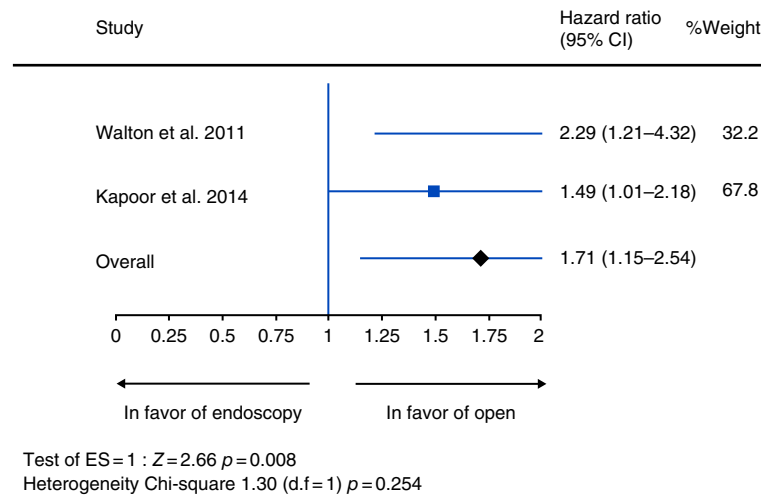 Study Hazard ratio (95% CI) %Weight
Walton et al. 2011 2.29 (1.21–4.32) 32.2
Kapoor et al. 2014 1.49 (1.01–2.18) 67.8
Overall 1.71 (1.15–2.54)
0 0.25 0.5 0.75 1 1.25 1.5 1.75 2
In favor of endoscopy In favor of open
Test of ES = 1 : Z = 2.66 p = 0.008
Heterogeneity Chi-square 1.30 (d.f = 1) p = 0.254